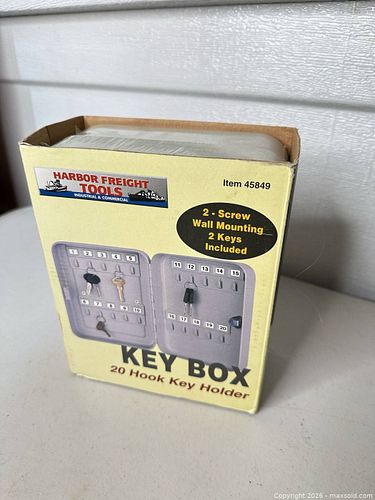 HARBOR FREIGHT
TOOLS
INDUSTRIAL & COMMERCIAL
Item 45849
2 - Screw
Wall Mounting
2 Keys
Included
1 2 3 4 5
11 12 13 14 15
6 7 8 9 10
16 17 18 19 20
KEY BOX
20 Hook Key Holder
Copyright 2026 - maxsold.com